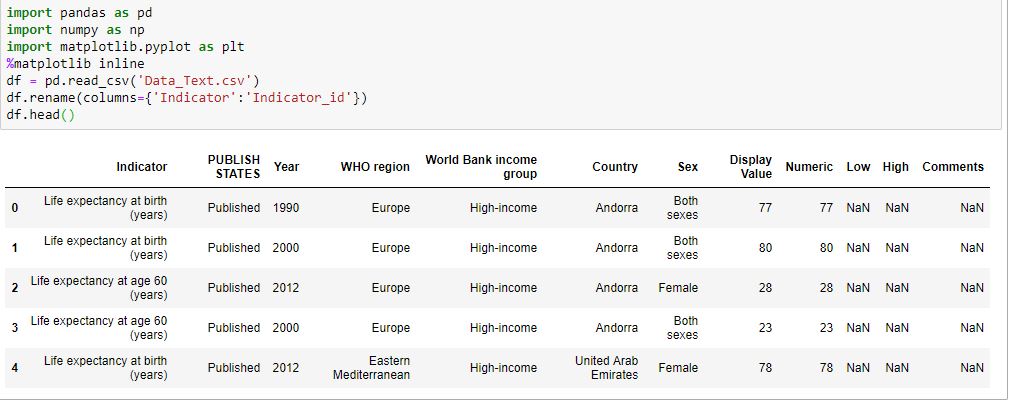 import pandas as pd
import numpy as np
import matplotlib.pyplot as plt
%matplotlib inline
df = pd.read_csv('Data_Text.csv')
df.rename(columns={'Indicator':'Indicator_id'})
df.head()
Indicator PUBLISH STATES Year WHO region World Bank income group Country Sex Display Value Numeric Low High Comments
0 Life expectancy at birth (years) Published 1990 Europe High-income Andorra Both sexes 77 77 NaN NaN NaN
1 Life expectancy at birth (years) Published 2000 Europe High-income Andorra Both sexes 80 80 NaN NaN NaN
2 Life expectancy at age 60 (years) Published 2012 Europe High-income Andorra Female 28 28 NaN NaN NaN
3 Life expectancy at age 60 (years) Published 2000 Europe High-income Andorra Both sexes 23 23 NaN NaN NaN
4 Life expectancy at birth (years) Published 2012 Eastern Mediterranean High-income United Arab Emirates Female 78 78 NaN NaN NaN